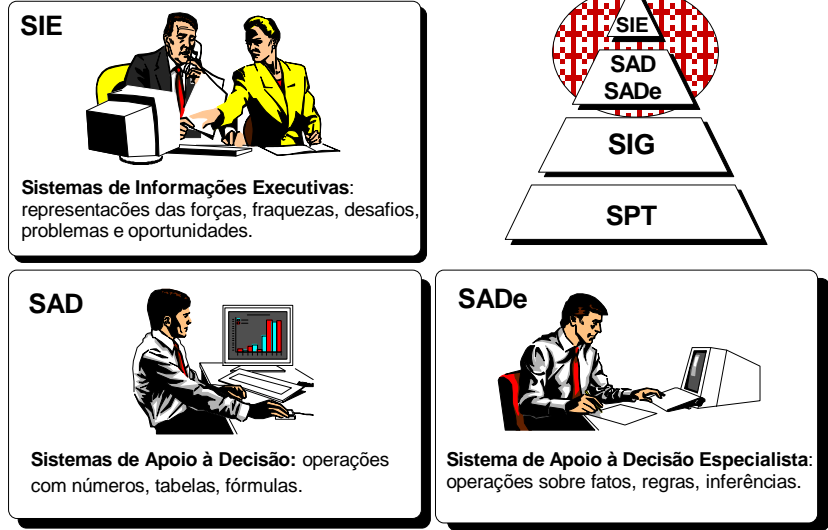 SIE
Sistemas de Informações Executivas:
representacões das forças, fraquezas, desafios,
problemas e oportunidades.
SIE
SAD
SADe
SIG
SPT
SAD
Sistemas de Apoio à Decisão: operações
com números, tabelas, fórmulas.
SADe
Sistema de Apoio à Decisão Especialista:
operações sobre fatos, regras, inferências.